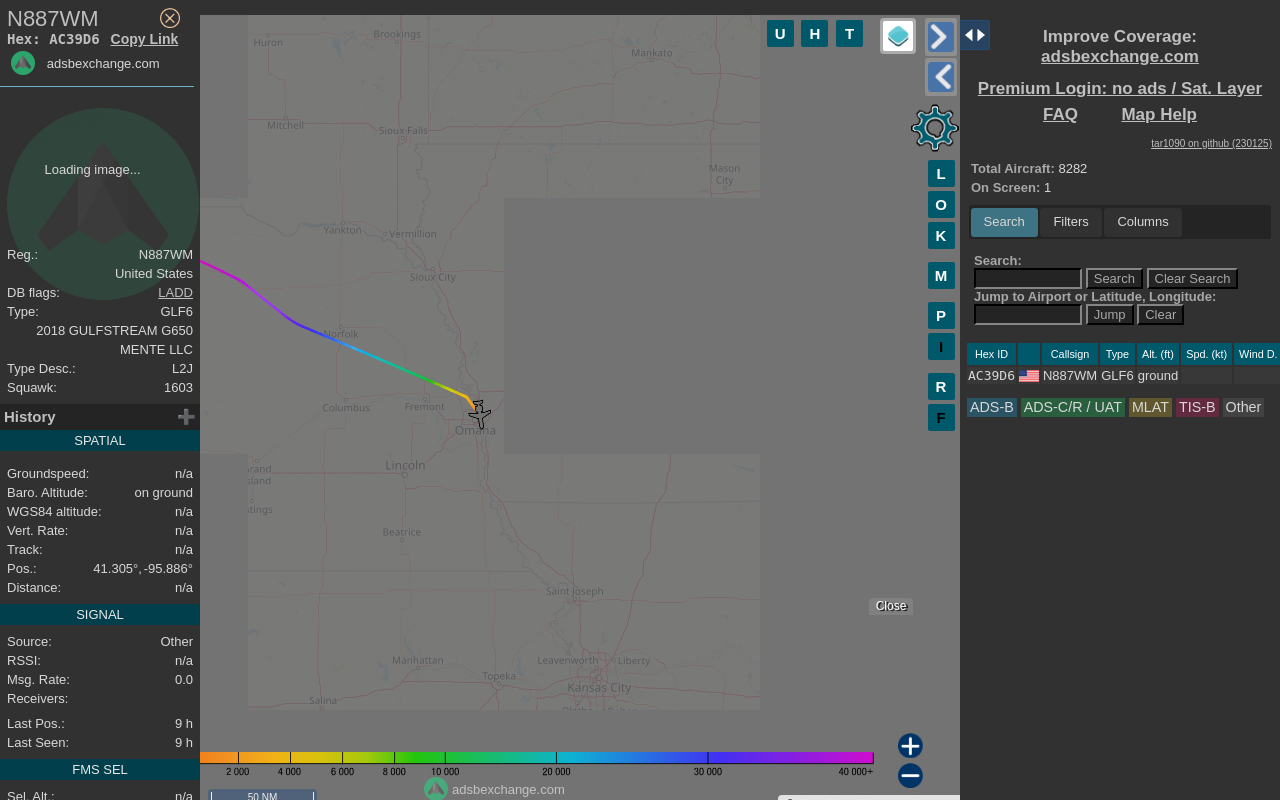 N887WM
Hex: AC39D6 Copy Link
adsbexchange.com
Loading image...
Reg.: N887WM
United States
DB flags: LADD
Type: GLF6
2018 GULFSTREAM G650
MENTE LLC
Type Desc.: L2J
Squawk: 1603
History
SPATIAL
Groundspeed: n/a
Baro. Altitude: on ground
WGS84 altitude: n/a
Vert. Rate: n/a
Track: n/a
Pos.: 41.305°, -95.886°
Distance: n/a
SIGNAL
Source: Other
RSSI: n/a
Msg. Rate: 0.0
Receivers:
Last Pos.: 9 h
Last Seen: 9 h
FMS SEL
Sel. Alt.: n/a
U H T
Huron
Brookings
Mankato
Mitchell
Sioux Falls
Mason
City
Yankton
Vermillion
Sioux City
Norfolk
Columbus
Fremont
Omaha
Lincoln
Beatrice
Saint Joseph
Manhattan
Leavenworth
Liberty
Topeka
Kansas City
Salina
L
O
K
M
P
I
R
F
Close
2 000 4 000 6 000 8 000 10 000 20 000 30 000 40 000+
adsbexchange.com
50 NM
Improve Coverage:
adsbexchange.com
Premium Login: no ads / Sat. Layer
FAQ Map Help
tar1090 on github (230125)
Total Aircraft: 8282
On Screen: 1
Search Filters Columns
Search:
Search Clear Search
Jump to Airport or Latitude, Longitude:
Jump Clear
Hex ID Callsign Type Alt. (ft) Spd. (kt) Wind D.
AC39D6 N887WM GLF6 ground
ADS-B ADS-C/R / UAT MLAT TIS-B Other